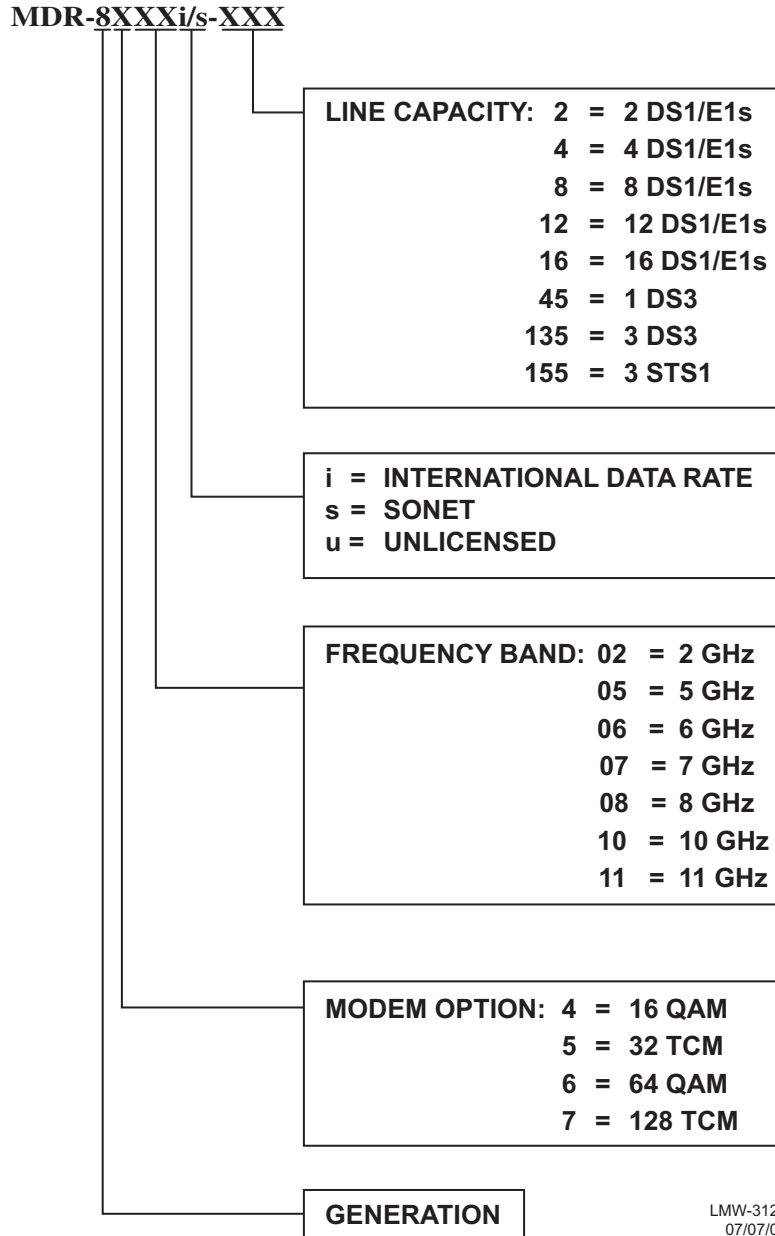 MDR-8XXXi/s-XXX
LINE CAPACITY: 2 = 2 DS1/E1s
4 = 4 DS1/E1s
8 = 8 DS1/E1s
12 = 12 DS1/E1s
16 = 16 DS1/E1s
45 = 1 DS3
135 = 3 DS3
155 = 3 STS1
i = INTERNATIONAL DATA RATE
s = SONET
u = UNLICENSED
FREQUENCY BAND: 02 = 2 GHz
05 = 5 GHz
06 = 6 GHz
07 = 7 GHz
08 = 8 GHz
10 = 10 GHz
11 = 11 GHz
MODEM OPTION: 4 = 16 QAM
5 = 32 TCM
6 = 64 QAM
7 = 128 TCM
GENERATION